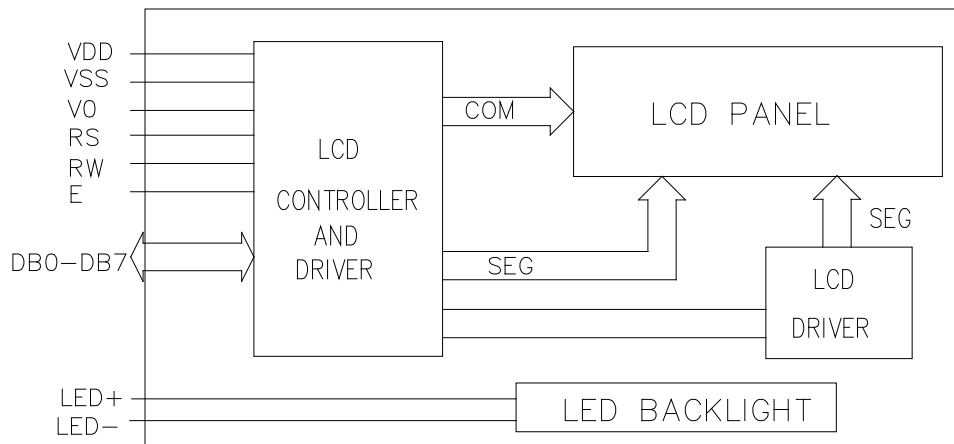 VDD
VSS
V0
RS
RW
E
DB0-DB7
LED+
LED-
LCD
CONTROLLER
AND
DRIVER
COM
SEG
LCD PANEL
SEG
LCD
DRIVER
LED BACKLIGHT